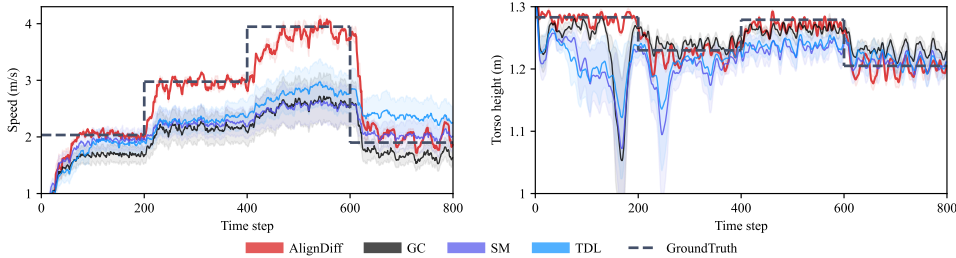 4
3
2
1
Speed (m/s)
0
200
400
600
800
Time step
1.3
1.2
1.1
1
Torso height (m)
0
200
400
600
800
Time step
AlignDiff
GC
SM
TDL
GroundTruth